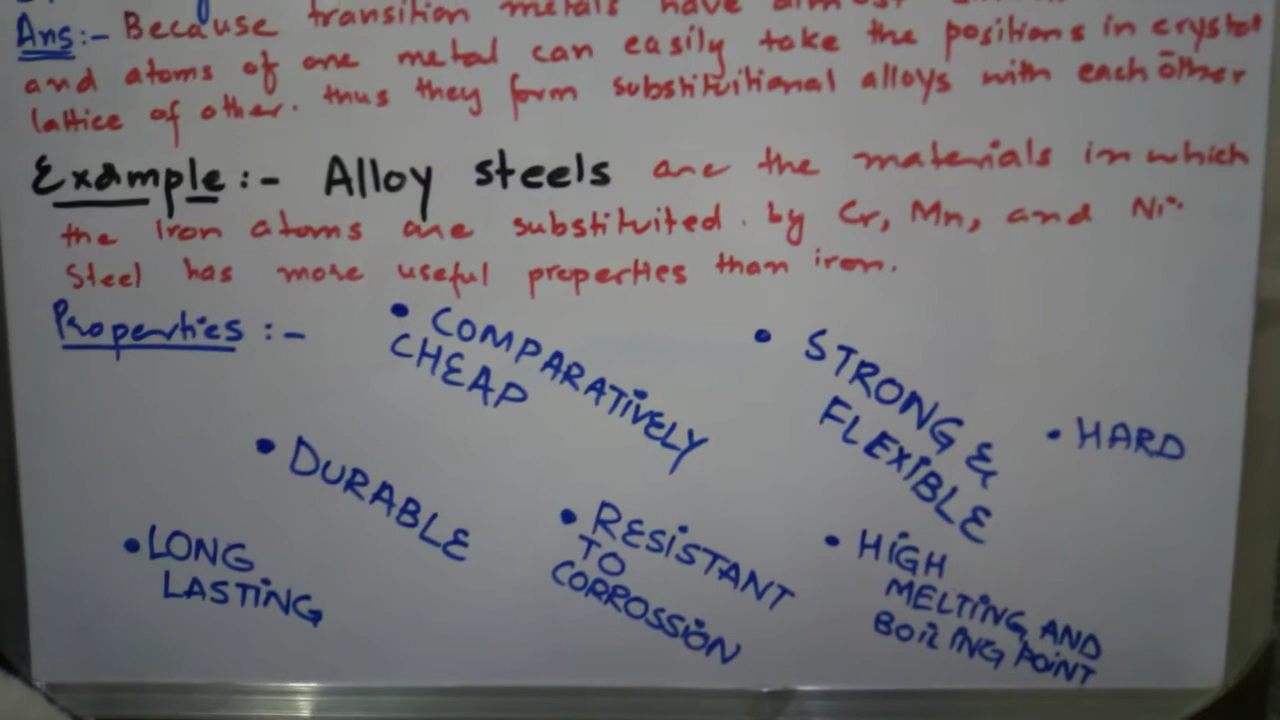 Ans:- Because transition metals have almost
and atoms of one metal can easily take the positions in crystal
lattice of other. thus they form substituitional alloys with each other
Example:- Alloy steels are the materials in which
the iron atoms are substituited by Cr, Mn, and Ni.
Steel has more useful properties than iron.
Properties:-
• COMPARATIVELY
CHEAP
• STRONG &
FLEXIBLE
• HARD
• DURABLE
• LONG
LASTING
• RESISTANT
TO
CORROSSION
• HIGH
MELTING AND
BOILING POINT